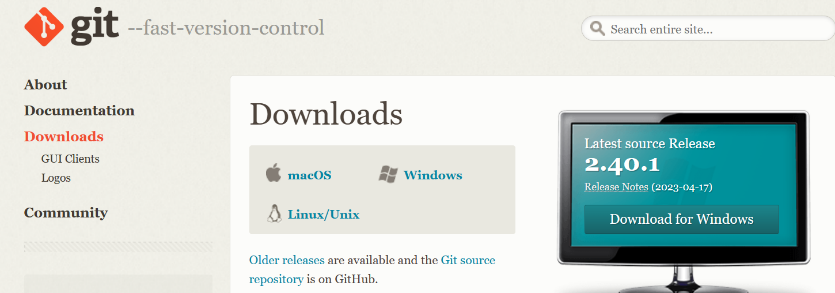 git --fast-version-control
Search entire site...
About
Documentation
Downloads
GUI Clients
Logos
Community
Downloads
macOS
Windows
Linux/Unix
Older releases are available and the Git source
repository is on GitHub.
Latest source Release
2.40.1
Release Notes (2023-04-17)
Download for Windows